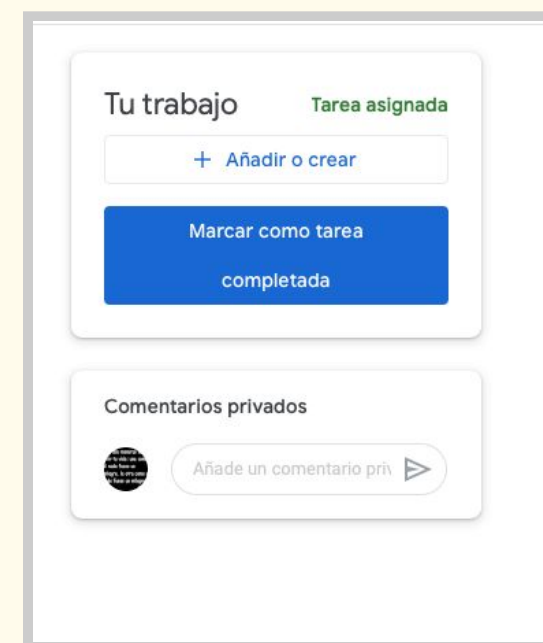 Tu trabajo
Tarea asignada
+ Añadir o crear
Marcar como tarea
completada
Comentarios privados
Añade un comentario priv